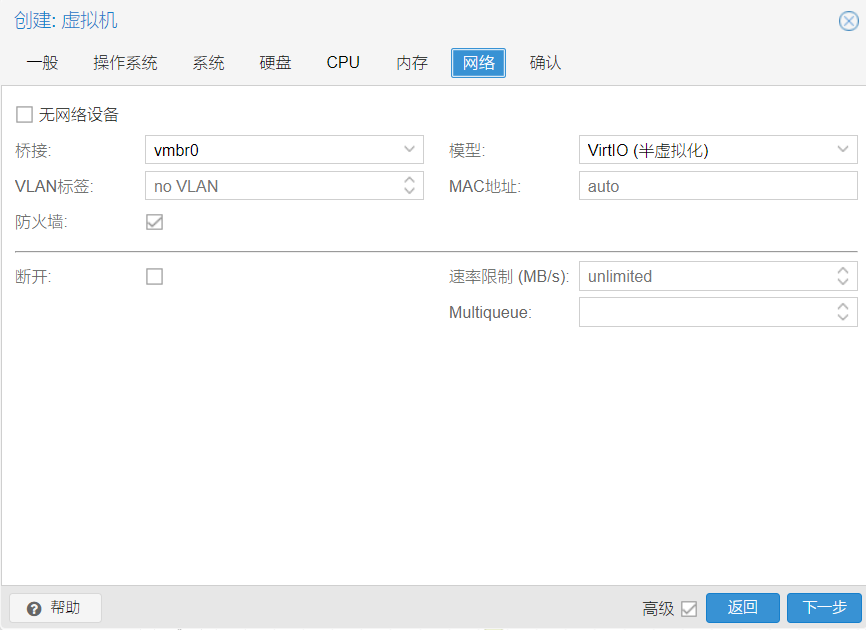 创建: 虚拟机
一般 操作系统 系统 硬盘 CPU 内存 网络 确认
无网络设备
桥接: vmbr0 模型: VirtIO (半虚拟化)
VLAN标签: no VLAN MAC地址: auto
防火墙:
断开: 速率限制 (MB/s): unlimited
Multiqueue:
帮助 高级 返回 下一步